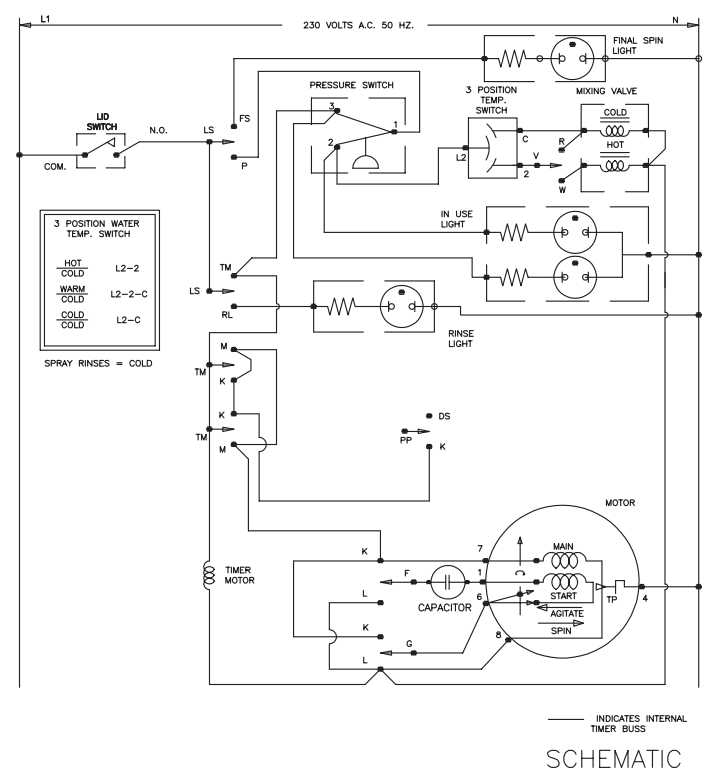 L1
230 VOLTS A.C. 50 HZ.
N
FINAL SPIN
LIGHT
PRESSURE SWITCH
3 POSITION
TEMP.
SWITCH
MIXING VALVE
COLD
HOT
LID
SWITCH
N.O.
LS
FS
P
COM.
3
1
2
L2
C
V
2
R
W
3 POSITION WATER
TEMP. SWITCH
HOT
COLD
L2-2
WARM
COLD
L2-2-C
COLD
COLD
L2-C
SPRAY RINSES = COLD
IN USE
LIGHT
TM
LS
RL
RINSE
LIGHT
M
TM
K
K
TM
M
DS
PP
K
MOTOR
TIMER
MOTOR
K
F
L
K
G
L
CAPACITOR
7
1
6
8
MAIN
START
AGITATE
SPIN
TP
4
INDICATES INTERNAL
TIMER BUSS
SCHEMATIC